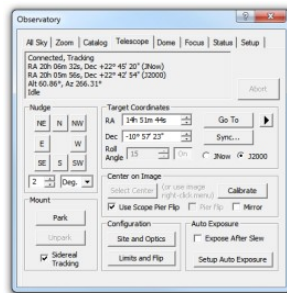 Observatory
All Sky Zoom Catalog Telescope Dome Focus Status Setup
Connected, Tracking
RA 20h 06m 32s, Dec +22° 45' 20" (JNow)
RA 20h 05m 56s, Dec +22° 42' 54" (J2000)
Alt 60.86°, Az 266.31°
Idle
Abort
Nudge
NE N NW
E W
SE S SW
2 Deg.
Mount
Park
Unpark
Sidereal
Tracking
Target Coordinates
RA 14h 51m 44s Go To
Dec -10° 57' 23" Sync...
Roll
Angle 15 On JNow J2000
Center on Image
Select Center (or use image
right-click menu) Calibrate
Use Scope Pier Flip Pier Flip Mirror
Configuration
Site and Optics
Limits and Flip
Auto Exposure
Expose After Slew
Setup Auto Exposure